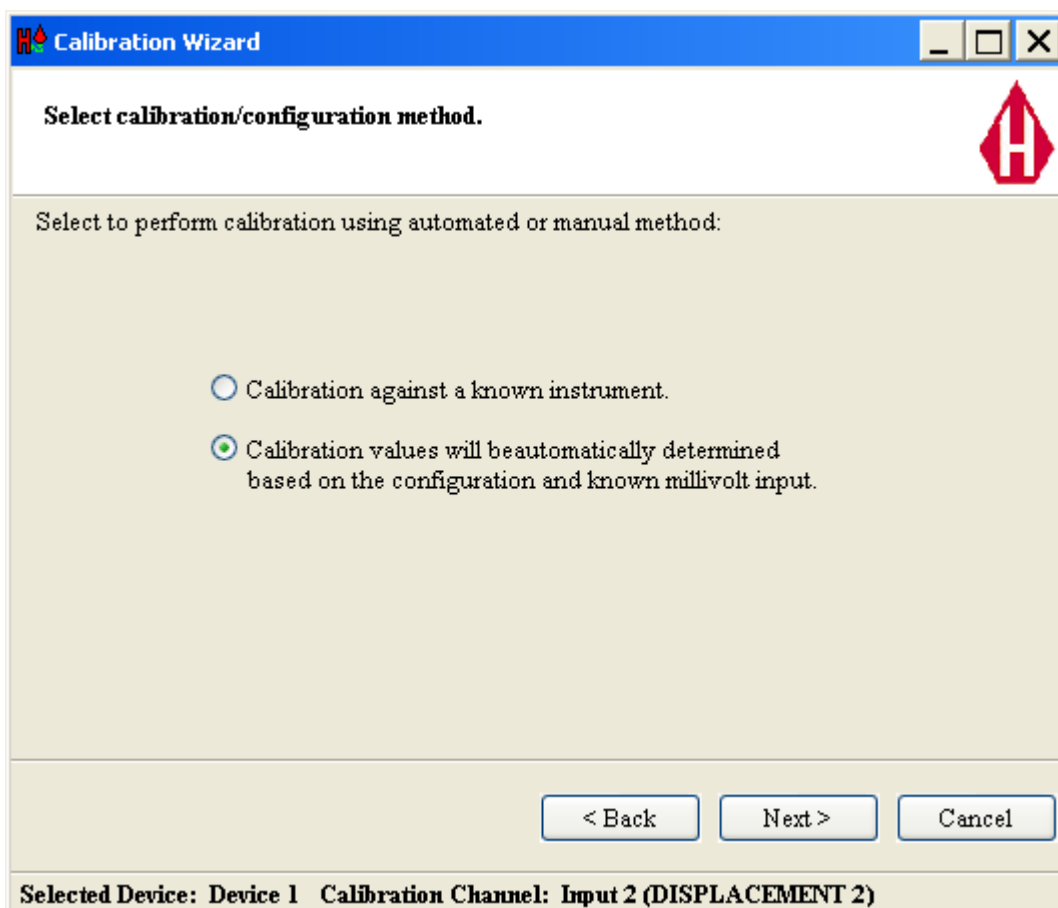 Calibration Wizard
Select calibration/configuration method.
Select to perform calibration using automated or manual method:
Calibration against a known instrument.
Calibration values will beautomatically determined
based on the configuration and known millivolt input.
< Back
Next >
Cancel
Selected Device: Device 1 Calibration Channel: Input 2 (DISPLACEMENT 2)